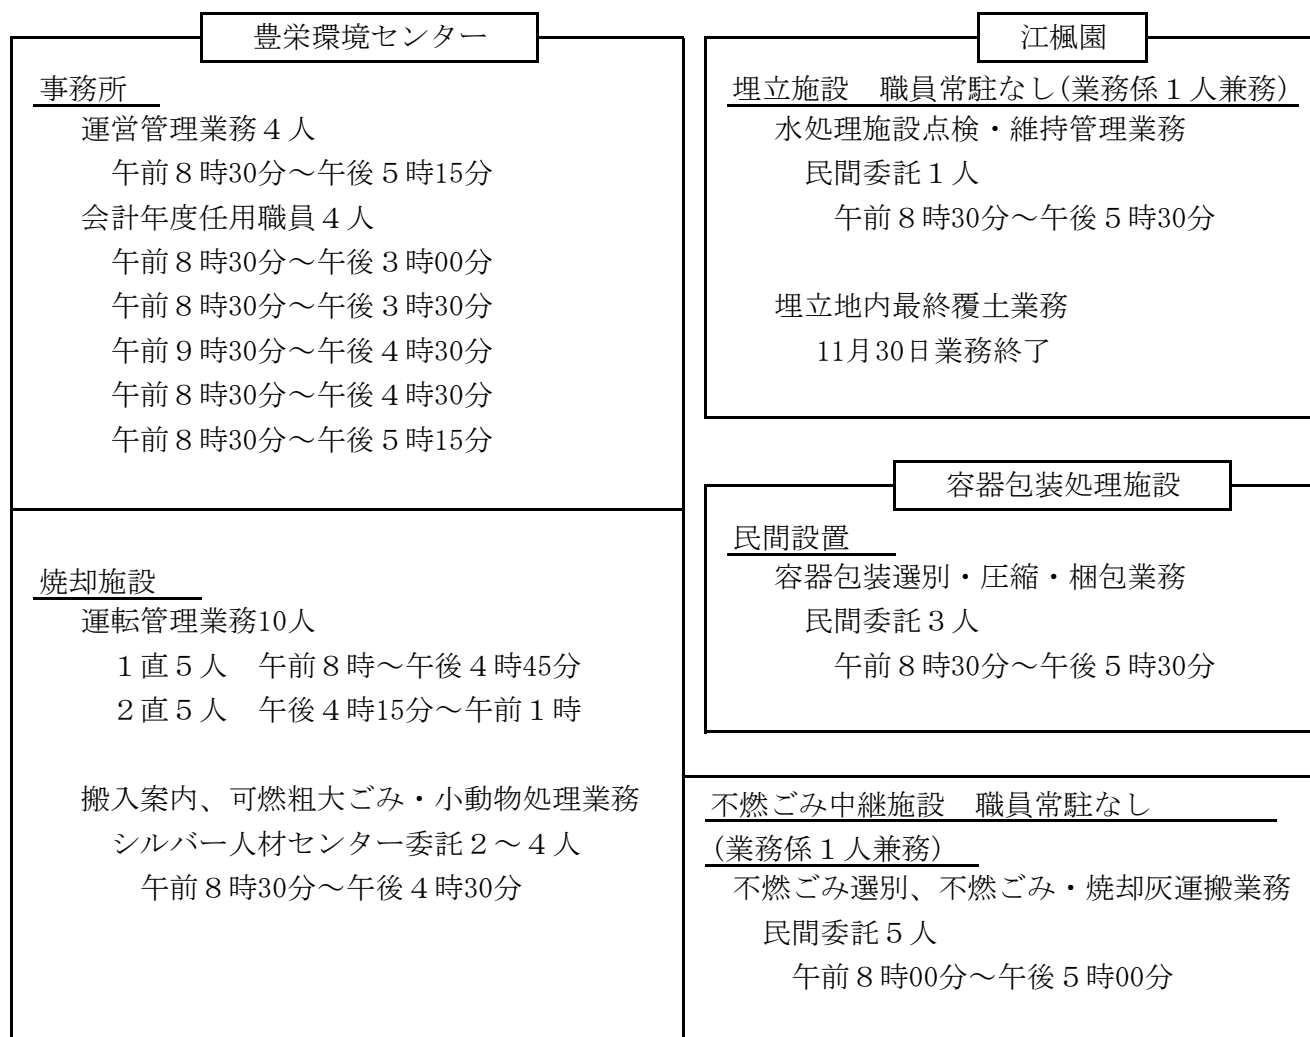 豊栄環境センター
事務所
運営管理業務４人
午前８時30分～午後５時15分
会計年度任用職員４人
午前８時30分～午後３時00分
午前８時30分～午後３時30分
午前９時30分～午後４時30分
午前８時30分～午後４時30分
午前８時30分～午後５時15分
焼却施設
運転管理業務10人
１直５人　午前８時～午後４時45分
２直５人　午後４時15分～午前１時
搬入案内、可燃粗大ごみ・小動物処理業務
シルバー人材センター委託２～４人
午前８時30分～午後４時30分
江楓園
埋立施設　職員常駐なし(業務係１人兼務)
水処理施設点検・維持管理業務
民間委託１人
午前８時30分～午後５時30分
埋立地内最終覆土業務
11月30日業務終了
容器包装処理施設
民間設置
容器包装選別・圧縮・梱包業務
民間委託３人
午前８時30分～午後５時30分
不燃ごみ中継施設　職員常駐なし
(業務係１人兼務)
不燃ごみ選別、不燃ごみ・焼却灰運搬業務
民間委託５人
午前８時00分～午後５時00分